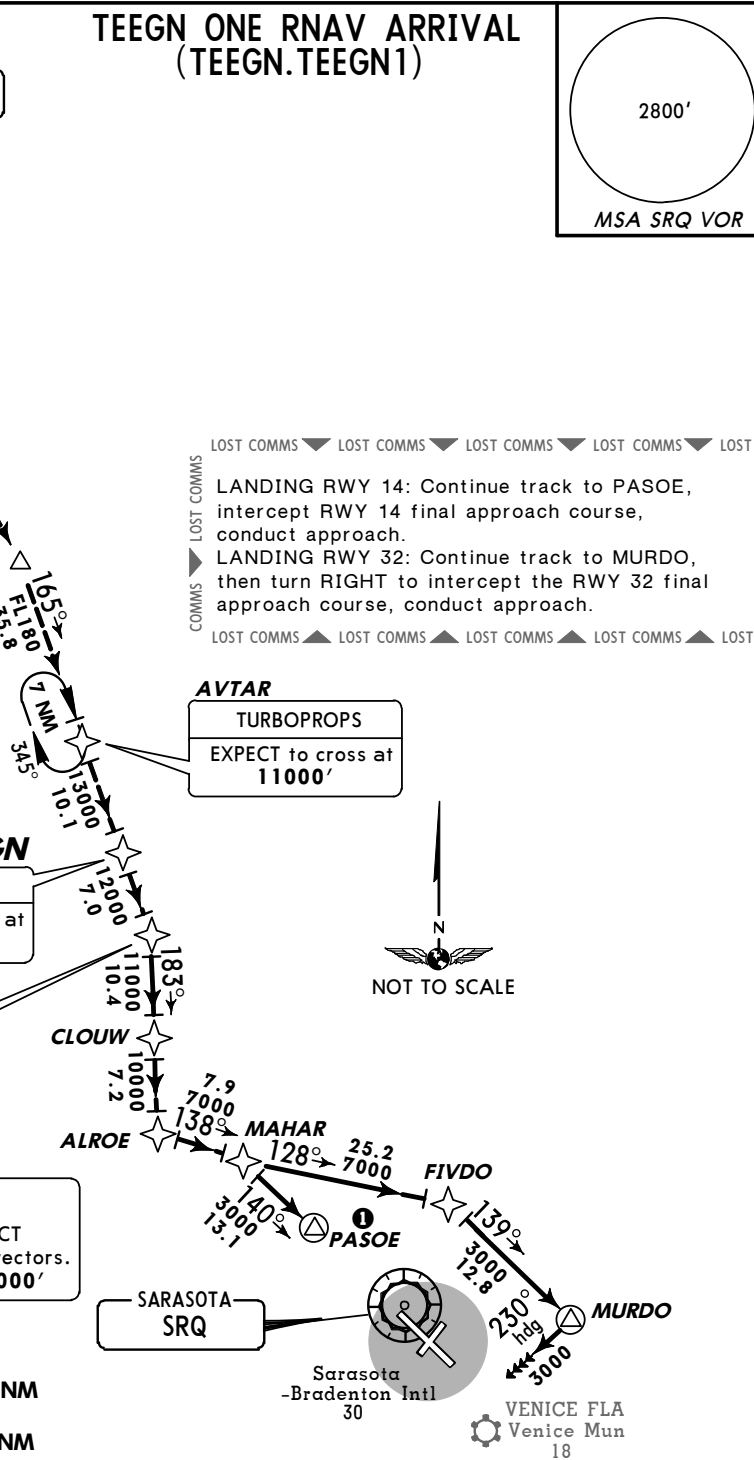 TEEGN ONE RNAV ARRIVAL
(TEEGN.TEEGN1)
2800'
MSA SRQ VOR
LOST COMMS LOST COMMS LOST COMMS LOST COMMS LOST
LOST COMMS
COMMS
LANDING RWY 14: Continue track to PASOE,
intercept RWY 14 final approach course,
conduct approach.
LANDING RWY 32: Continue track to MURDO,
then turn RIGHT to intercept the RWY 32 final
approach course, conduct approach.
LOST COMMS LOST COMMS LOST COMMS LOST COMMS LOST
165°
FL180
35.8
7 NM
345°
AVTAR
TURBOPROPS
EXPECT to cross at
11000'
13000
10.1
GN
at
12000
7.0
183°
11000
10.4
N
NOT TO SCALE
CLOUW
10000
7.2
ALROE
7.9
7000
138°
MAHAR
128°
25.2
7000
FIVDO
140°
3000
13.1
1
PASOE
139°
3000
12.8
MURDO
230°
hdg
3000
CT
ectors.
000'
SARASOTA
SRQ
Sarasota
-Bradenton Intl
30
VENICE FLA
Venice Mun
18
NM
NM